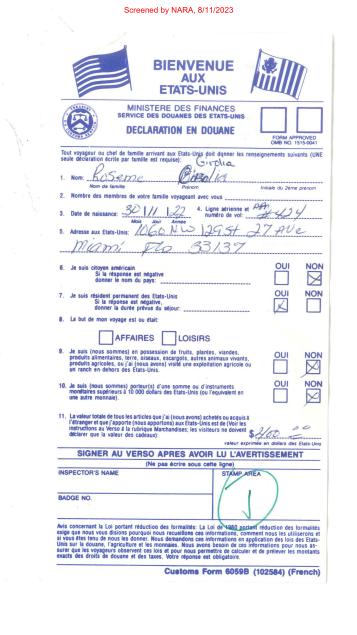 Screened by NARA, 8/11/2023
BIENVENUE
AUX
ETATS-UNIS
MINISTERE DES FINANCES
SERVICE DES DOUANES DES ETATS-UNIS
DECLARATION EN DOUANE
FORM APPROVED
OMB NO. 1515-0041
Tout voyageur ou chef de famille arrivant aux Etats-Unis doit donner les renseignements suivants (UNE
seule déclaration écrite par famille est requise):
1. Nom: Roseme
Nom de famille Prénom Initiale du 2ème prénom
2. Nombre des membres de votre famille voyageant avec vous
3. Date de naissance: 30 11 22 4. Ligne aérienne et
numéro de vol: #424
Mois Jour Année
5. Adresse aux Etats-Unis: 1060 NW 129 St 27 Ave
Miami Fla 33137
6. Je suis citoyen américain OUI NON
Si la réponse est négative
donner le nom du pays:
7. Je suis résident permanent des Etats-Unis OUI NON
Si la réponse est négative,
donner la durée prévue du séjour:
8. Le but de mon voyage est ou était:
AFFAIRES LOISIRS
9. Je suis (nous sommes) en possession de fruits, plantes, viandes, OUI NON
produits alimentaires, terre, oiseaux, escargots, autres animaux vivants,
produits agricoles, ou j'ai (nous avons) visité une exploitation agricole ou
un ranch en dehors des Etats-Unis.
10. Je suis (nous sommes) porteur(s) d'une somme ou d'instruments OUI NON
monétaires supérieurs à 10 000 dollars des Etats-Unis (ou l'equivalent en
une autre monnaie).
11. La valeur totale de tous les articles que j'ai (nous avons) achetés ou acquis à
l'étranger et que j'apporte (nous apportons) aux Etats-Unis est de (Voir les
instructions au Verso à la rubrique Marchandises; les visiteurs ne doivent
déclarer que la valeur des cadeaux): $
valeur exprimée en dollars des Etats Unis
SIGNER AU VERSO APRES AVOIR LU L'AVERTISSEMENT
(Ne pas écrire sous cette ligne)
INSPECTOR'S NAME STAMP AREA
BADGE NO.
Avis concernant la Loi portant réduction des formalités: La Loi de 1980 portant réduction des formalités
exige que nous vous disions pourquoi nous recueillons ces informations, comment nous les utiliserons et
si vous êtes tenu de nous les donner. Nous demandons ces informations en application des lois des Etats-
Unis sur la douane, l'agriculture et les monnaies. Nous avons besoin de ces informations pour nous as-
surer que les voyageurs observent ces lois et pour nous permettre de calculer et de prélever les montants
exacts des droits de douane et des taxes. Votre réponse est obligatoire.
Customs Form 6059B (102584) (French)